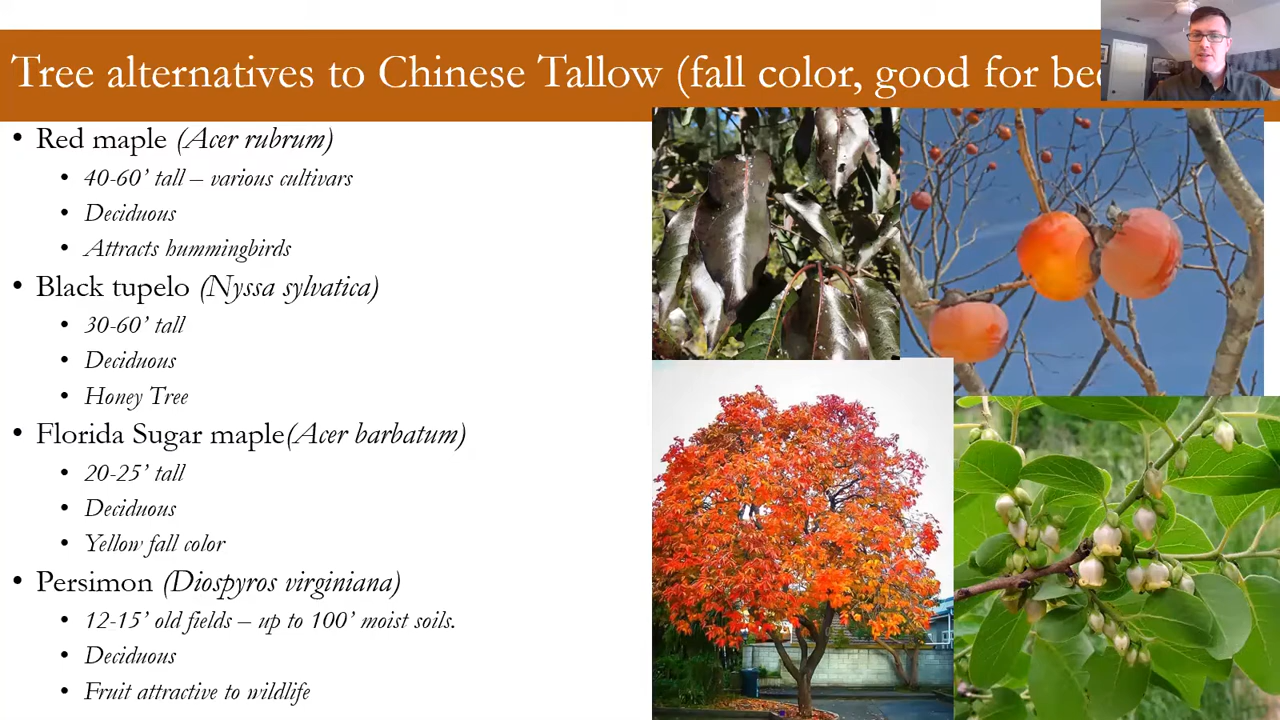 Tree alternatives to Chinese Tallow (fall color, good for
• Red maple (Acer rubrum)
• 40-60’ tall – various cultivars
• Deciduous
• Attracts hummingbirds
• Black tupelo (Nyssa sylvatica)
• 30-60’ tall
• Deciduous
• Honey Tree
• Florida Sugar maple(Acer barbatum)
• 20-25’ tall
• Deciduous
• Yellow fall color
• Persimon (Diospyros virginiana)
• 12-15’ old fields – up to 100’ moist soils.
• Deciduous
• Fruit attractive to wildlife